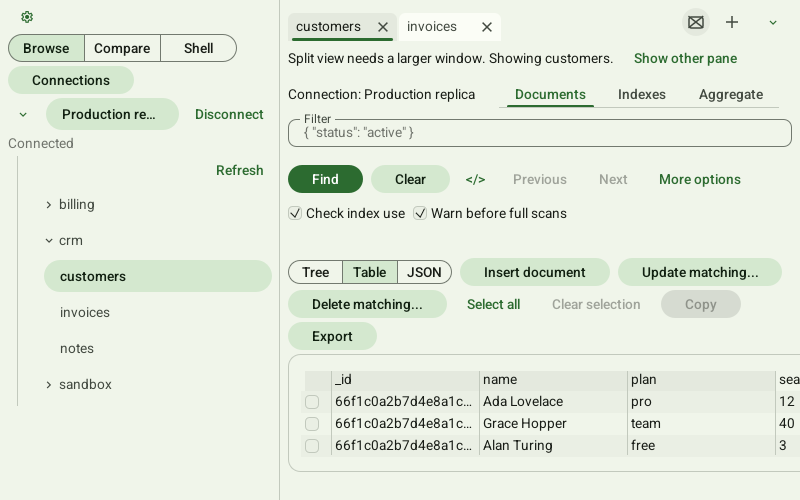 Browse Compare Shell
Connections
Production re... Disconnect
Connected
Refresh
billing
crm
customers
invoices
notes
sandbox
customers invoices
Split view needs a larger window. Showing customers. Show other pane
Connection: Production replica Documents Indexes Aggregate
Filter
{ "status": "active" }
Find Clear </> Previous Next More options
Check index use Warn before full scans
Tree Table JSON Insert document Update matching...
Delete matching... Select all Clear selection Copy
Export
_id name plan sea
66f1c0a2b7d4e8a1c... Ada Lovelace pro 12
66f1c0a2b7d4e8a1c... Grace Hopper team 40
66f1c0a2b7d4e8a1c... Alan Turing free 3